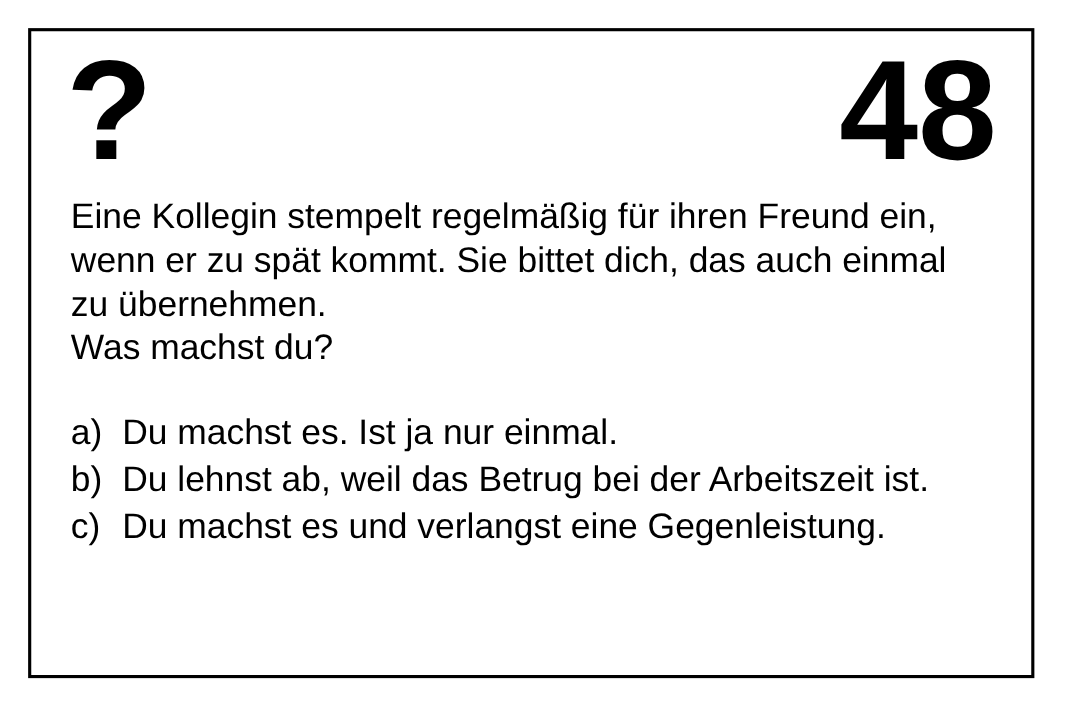 ? 48
Eine Kollegin stempelt regelmäßig für ihren Freund ein,
wenn er zu spät kommt. Sie bittet dich, das auch einmal
zu übernehmen.
Was machst du?
a) Du machst es. Ist ja nur einmal.
b) Du lehnst ab, weil das Betrug bei der Arbeitszeit ist.
c) Du machst es und verlangst eine Gegenleistung.